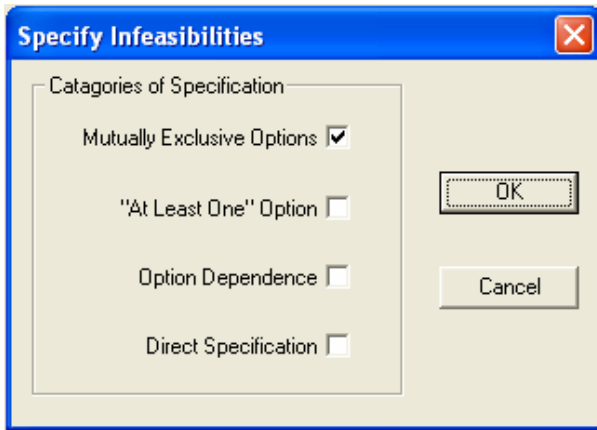 Specify Infeasibilities
Catagories of Specification
Mutually Exclusive Options
"At Least One" Option
Option Dependence
Direct Specification
OK
Cancel